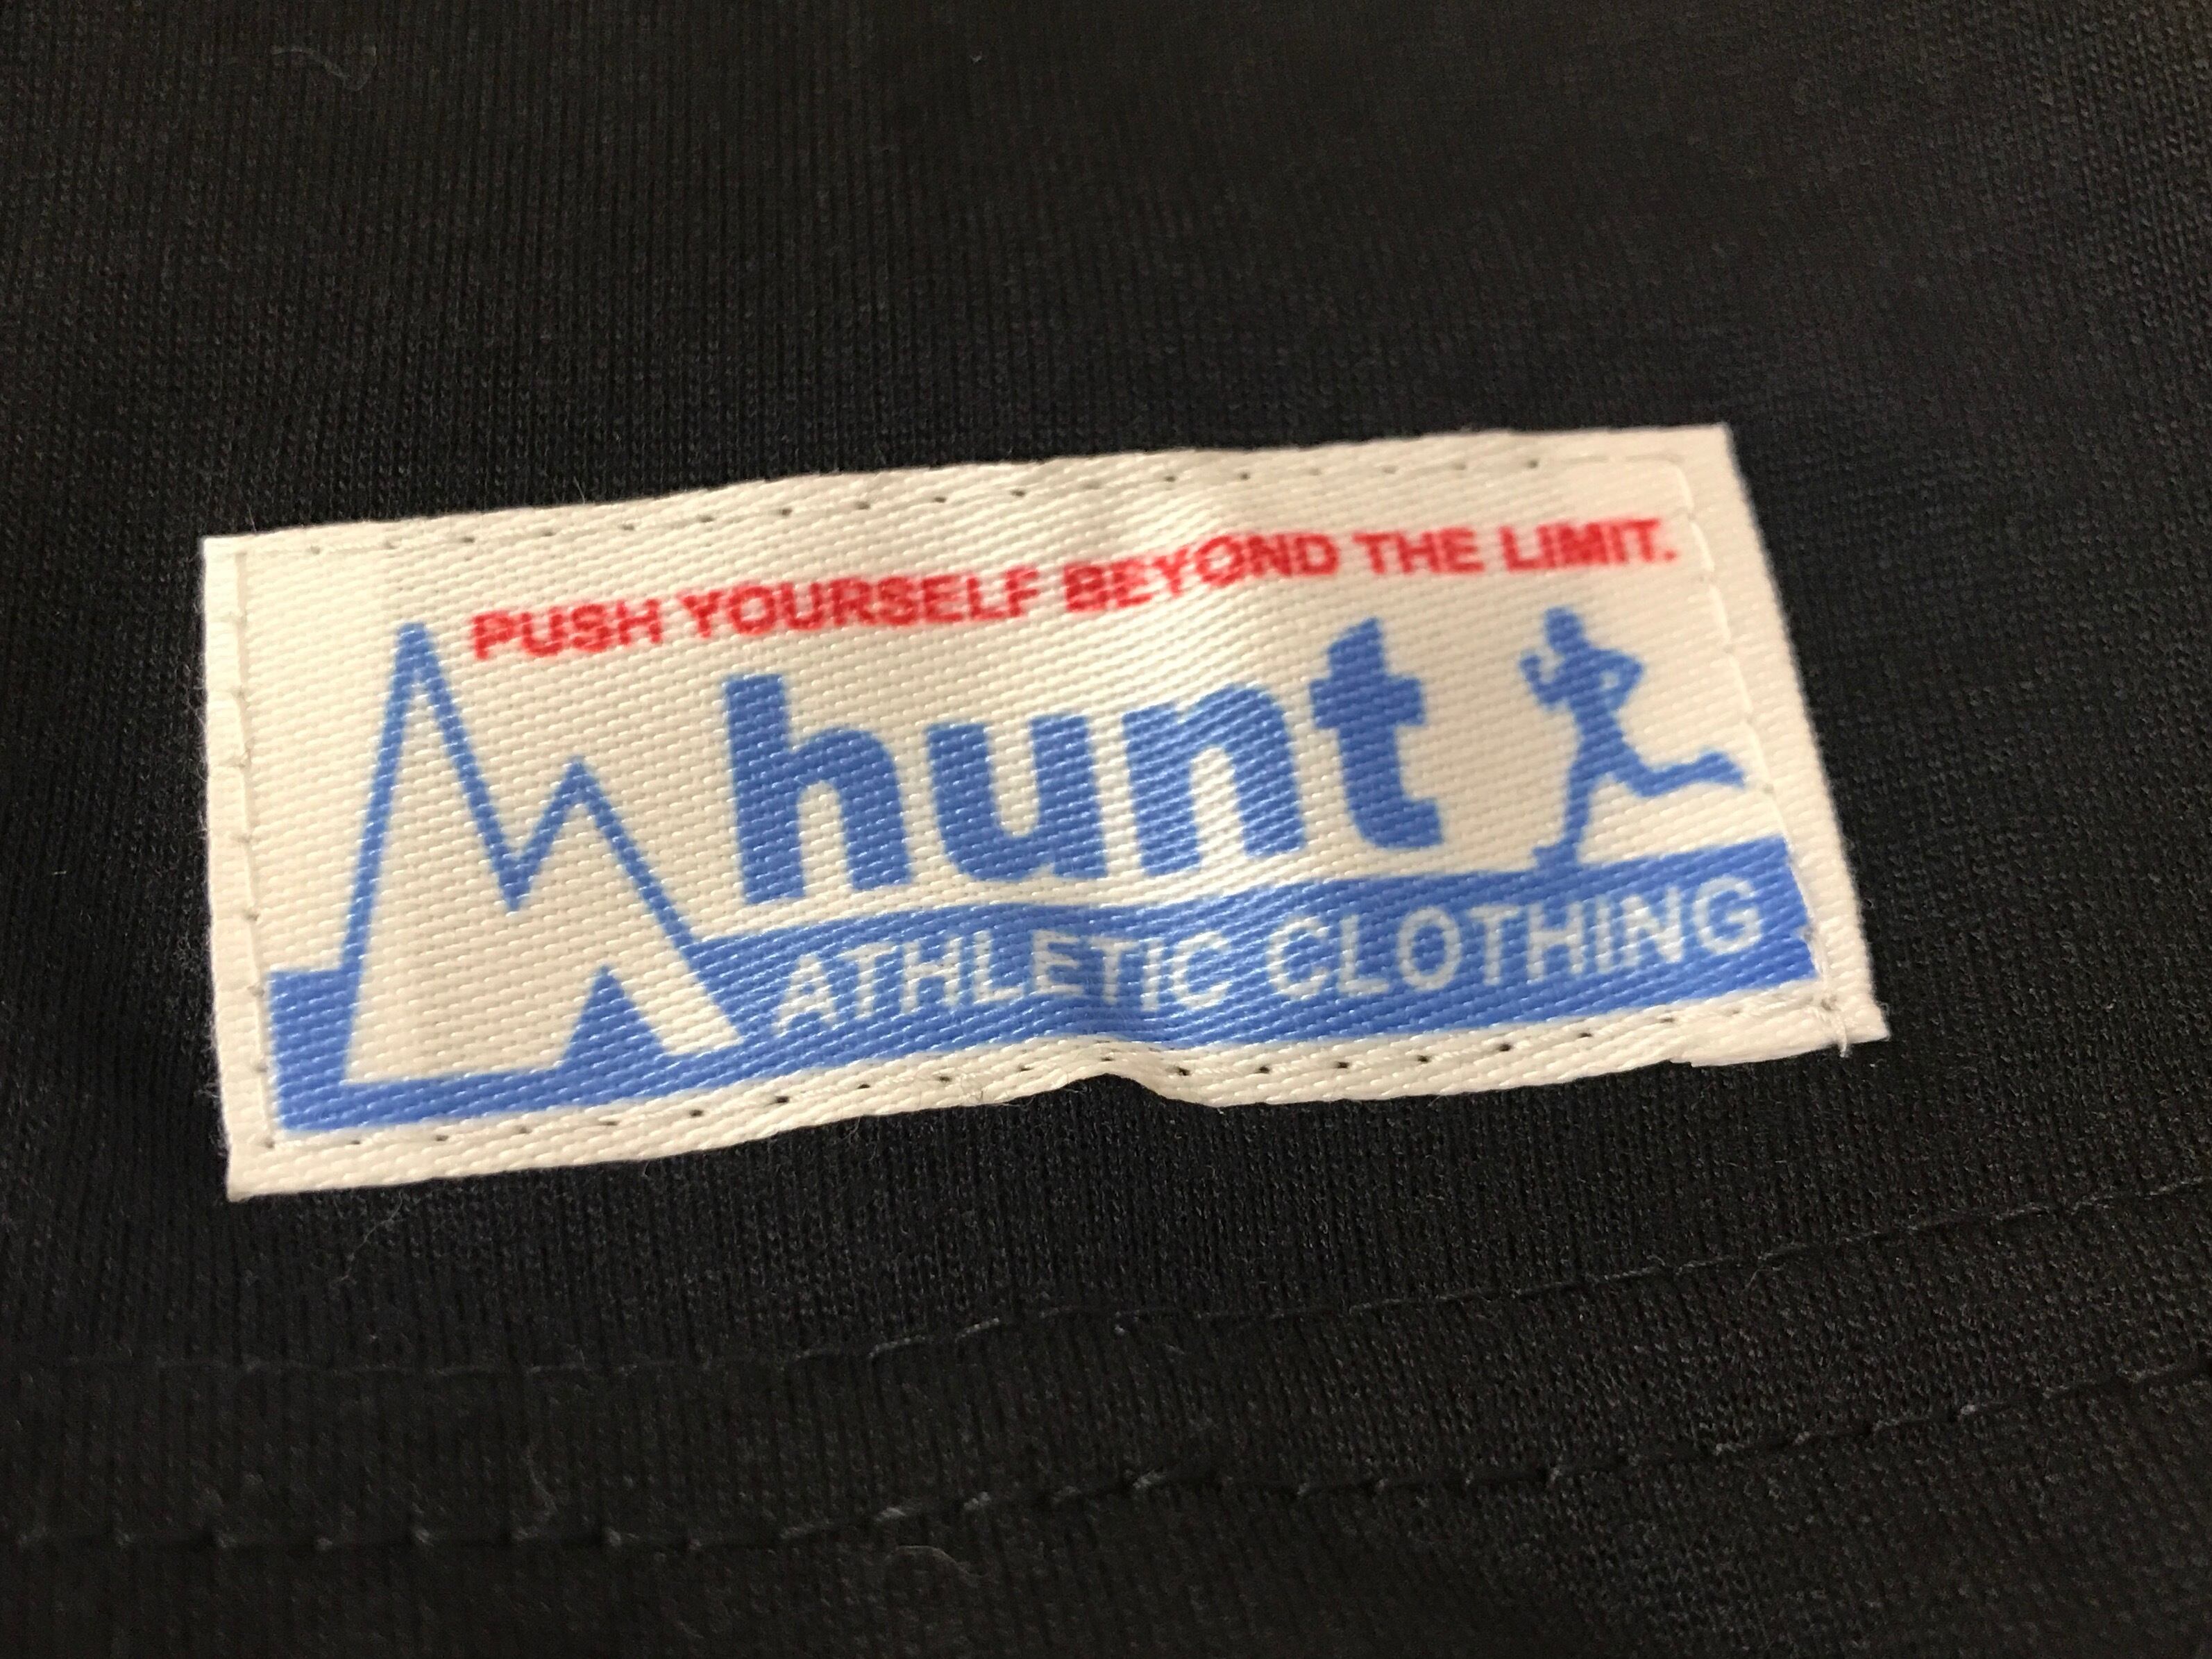 PUSH YOURSELF BEYOND THE LIMIT.
hunt
ATHLETIC CLOTHING